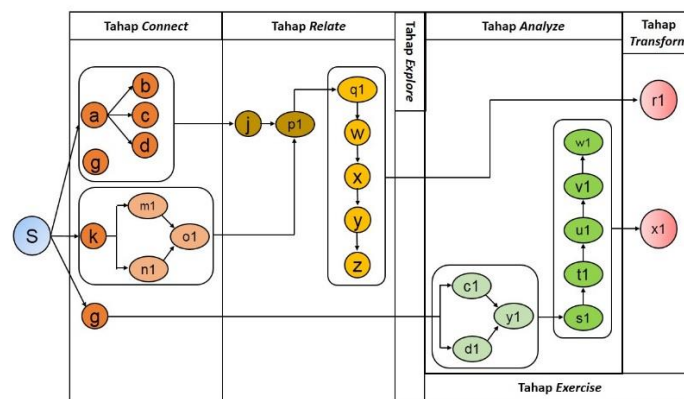 Tahap Connect
Tahap Relate
Tahap Explore
Tahap Analyze
Tahap
Transform
b
a
c
d
g
j
p1
q1
w
x
y
z
r1
w1
v1
u1
t1
s1
x1
S
k
m1
n1
o1
g
c1
d1
y1
Tahap Exercise